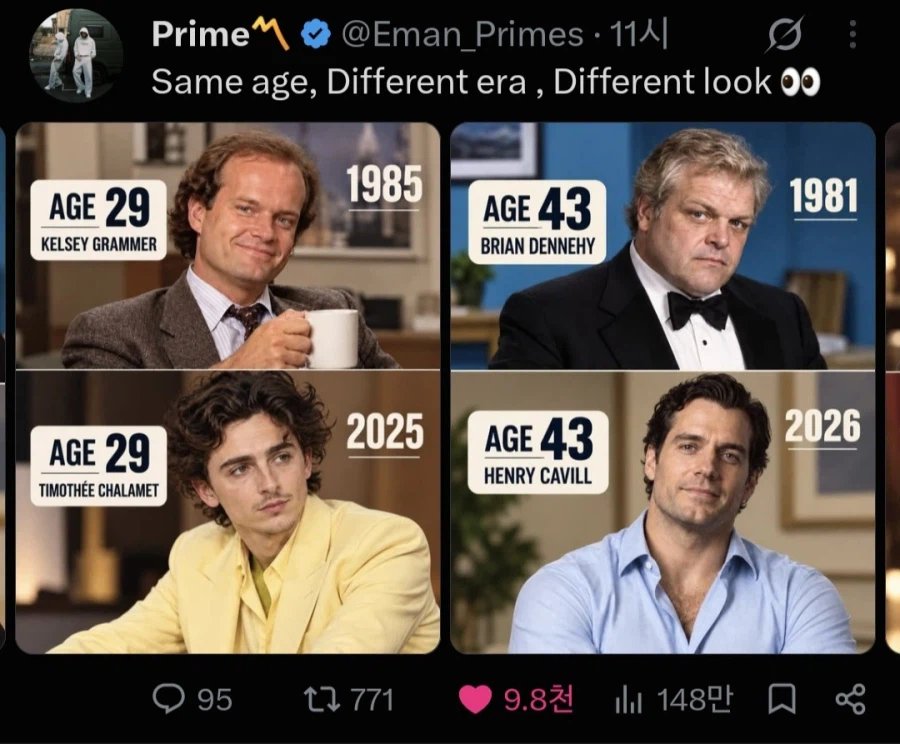 Prime @Eman_Primes · 11시
Same age, Different era , Different look 👀
AGE 29
KELSEY GRAMMER
1985
AGE 43
BRIAN DENNEHY
1981
AGE 29
TIMOTHÉE CHALAMET
2025
AGE 43
HENRY CAVILL
2026
95 771 9.8천 148만